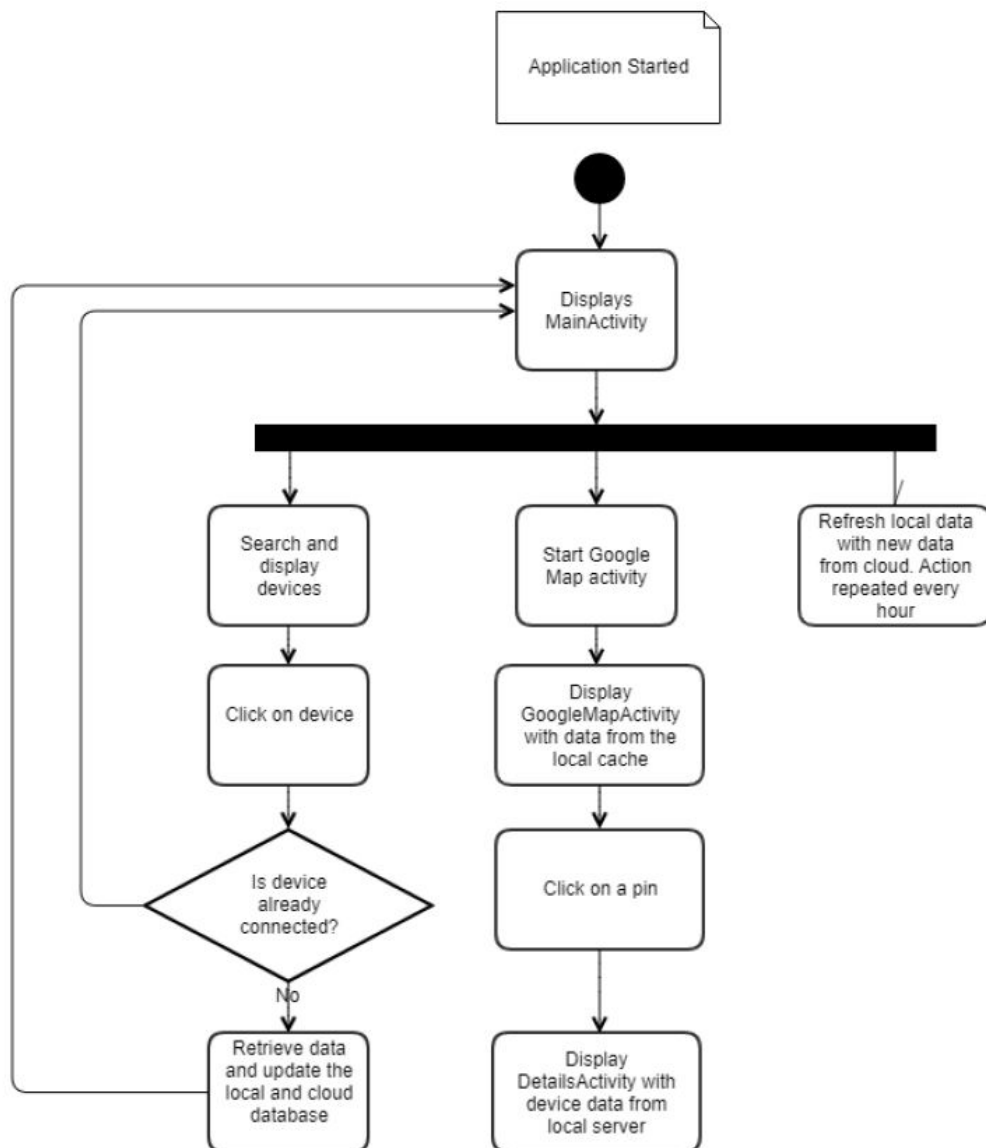 Application Started
Displays
MainActivity
Search and
display
devices
Start Google
Map activity
Refresh local data
with new data
from cloud. Action
repeated every
hour
Click on device
Display
GoogleMapActivity
with data from the
local cache
Is device
already
connected?
Click on a pin
No
Retrieve data
and update the
local and cloud
database
Display
DetailsActivity with
device data from
local server